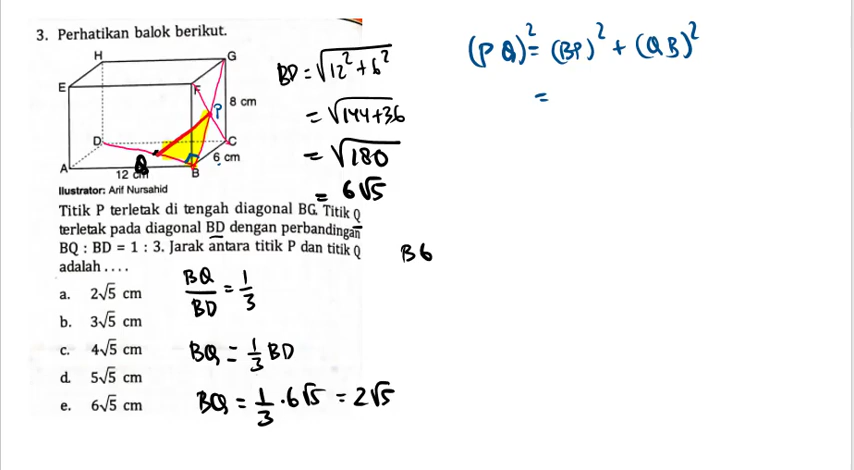 3. Perhatikan balok berikut.
H
G
E
F
8 cm
P
D
C
Q
6 cm
A
12 cm
B
Ilustrator: Arif Nursahid
Titik P terletak di tengah diagonal BG. Titik Q
terletak pada diagonal BD dengan perbandingan
BQ : BD = 1 : 3. Jarak antara titik P dan titik Q
adalah . . . .
a. 2√5 cm
b. 3√5 cm
c. 4√5 cm
d. 5√5 cm
e. 6√5 cm
BD = √12² + 6²
= √144+36
= √180
= 6√5
BQ/BD = 1/3
BQ = 1/3 BD
BQ = 1/3 · 6√5 = 2√5
BG
(PQ)² = (BP)² + (QB)²
=